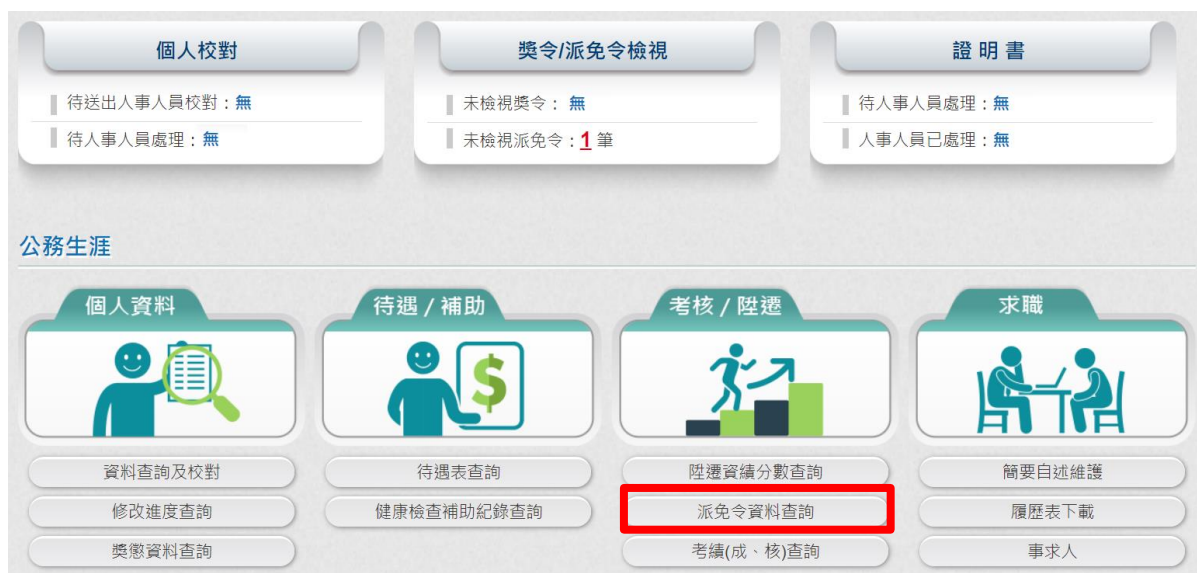 個人校對
待送出人事人員校對：無
待人事人員處理：無
獎令/派免令檢視
未檢視獎令： 無
未檢視派免令：1 筆
證 明 書
待人事人員處理：無
人事人員已處理：無
公務生涯
個人資料
資料查詢及校對
修改進度查詢
獎懲資料查詢
待遇 / 補助
$
待遇表查詢
健康檢查補助紀錄查詢
考核 / 陞遷
陞遷資績分數查詢
派免令資料查詢
考績(成、核)查詢
求職
簡要自述維護
履歷表下載
事求人